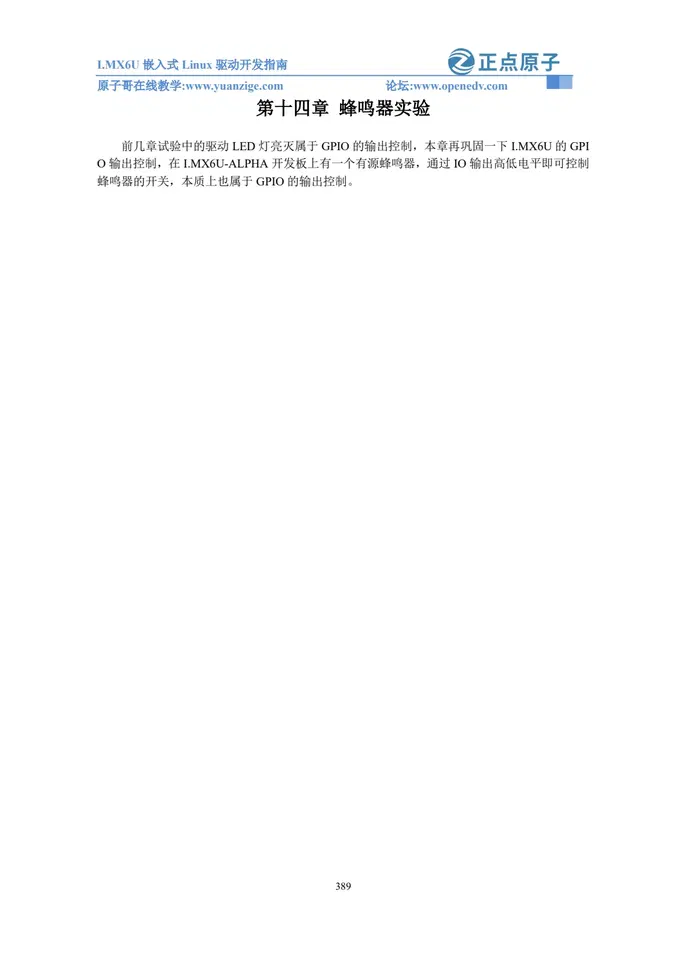 I.MX6U 嵌入式 Linux 驱动开发指南
正点原子
原子哥在线教学:www.yuanzige.com 论坛:www.openedv.com
第十四章 蜂鸣器实验
前几章试验中的驱动 LED 灯亮灭属于 GPIO 的输出控制，本章再巩固一下 I.MX6U 的 GPI
O 输出控制，在 I.MX6U-ALPHA 开发板上有一个有源蜂鸣器，通过 IO 输出高低电平即可控制
蜂鸣器的开关，本质上也属于 GPIO 的输出控制。
389